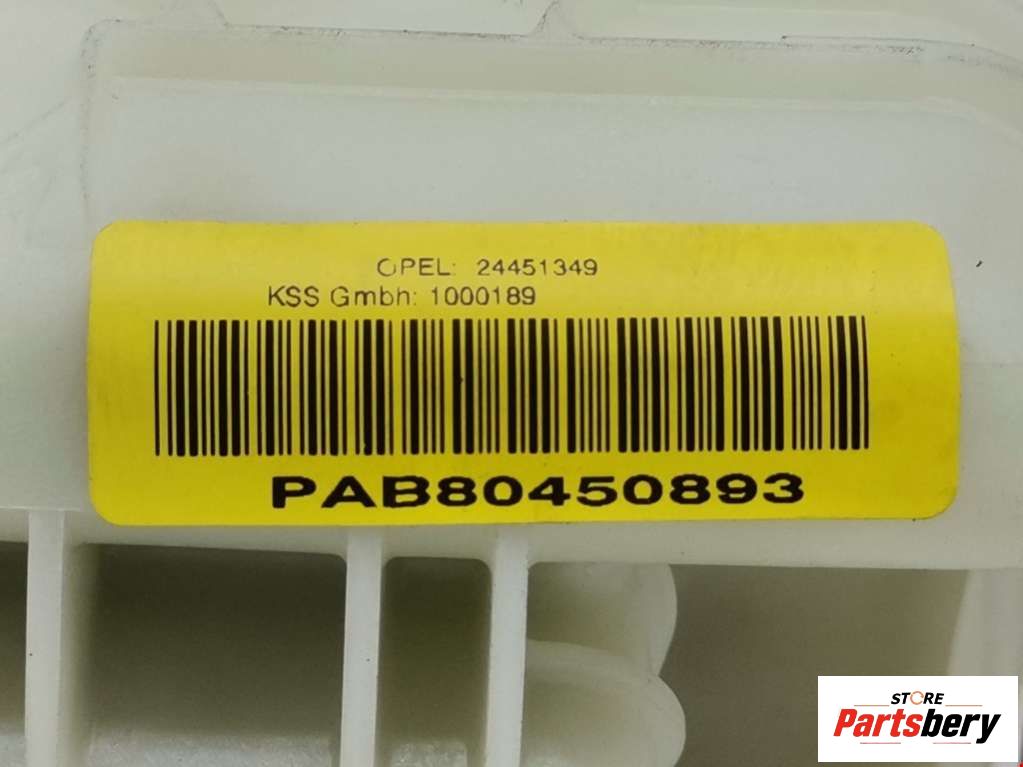 OPEL: 24451349
KSS Gmbh: 1000189
PAB80450893
STORE
Partsbery